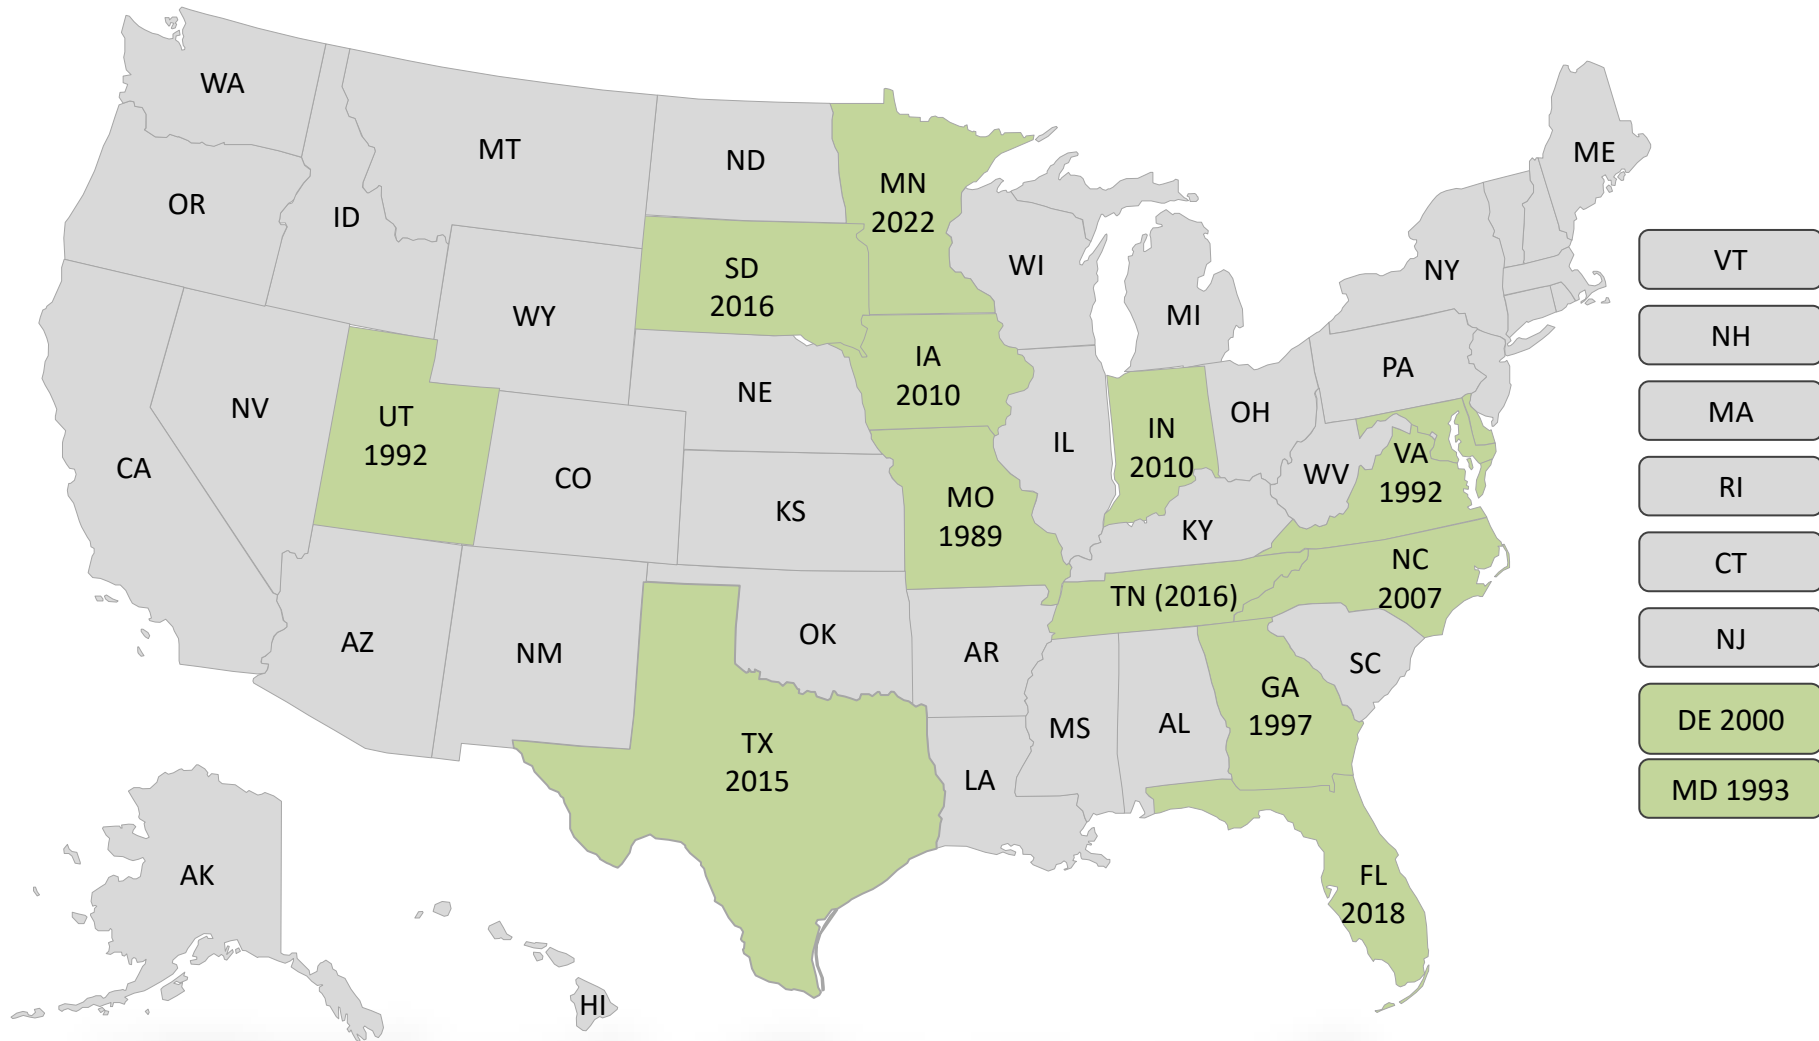 WA
MT
ND
ME
OR
ID
MN
2022
WI
NY
VT
SD
2016
WY
MI
NH
IA
2010
PA
NE
NV
UT
1992
OH
IN
2010
MA
IL
VA
1992
CA
CO
WV
MO
1989
KS
RI
KY
NC
2007
CT
TN (2016)
AZ
NM
OK
AR
SC
NJ
GA
1997
MS
AL
TX
2015
LA
DE 2000
MD 1993
AK
FL
2018
HI